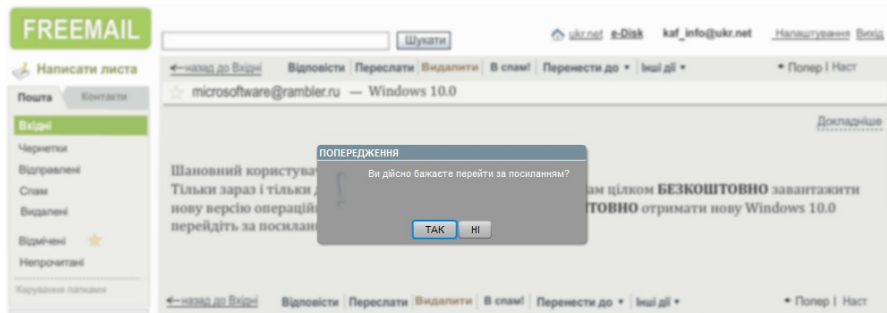 FREEMAIL
Шукати
ukr.net e-Disk kaf_info@ukr.net Налаштування Вихід
Написати листа
←назад до Вхідні Відповісти Переслати Видалити В спам! Перенести до ▾ Інші дії ▾ Попер | Наст
Пошта Контакти
microsoftware@rambler.ru — Windows 10.0
Вхідні
Докладніше
Чернетки
Відправлені
Спам
Видалені
Відмічені
Непрочитані
Керування папками
ПОПЕРЕДЖЕННЯ
Ви дійсно бажаєте перейти за посиланням?
ТАК НІ
Шановний
Тільки зараз і тільки ам цілком БЕЗКОШТОВНО завантажити
нову версію ТОВНО отримати нову Windows 10.0
перейдіть за
←назад до Вхідні Відповісти Переслати Видалити В спам! Перенести до ▾ Інші дії ▾ Попер | Наст